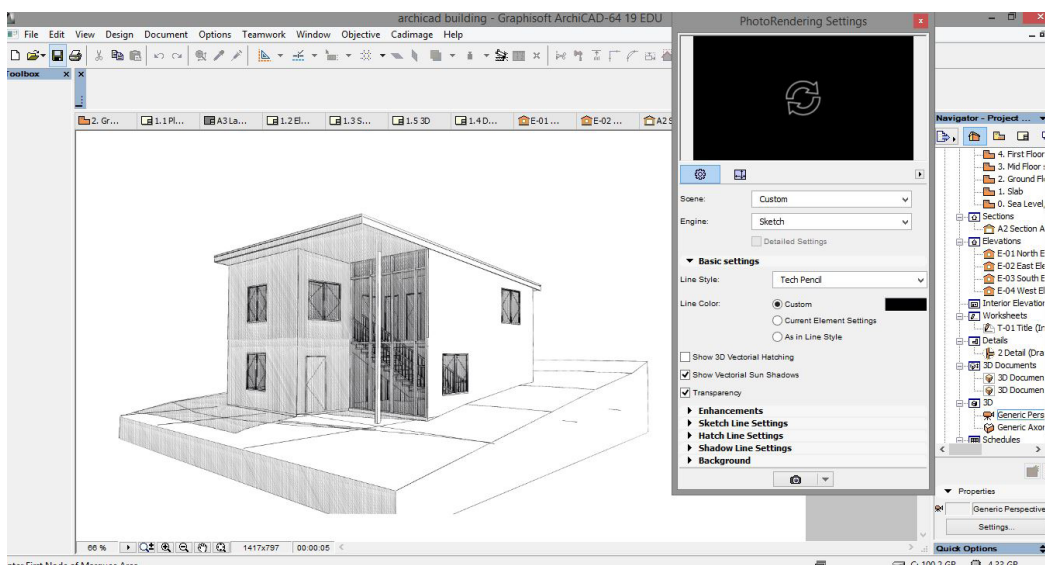 archicad building - Graphisoft ArchiCAD-64 19 EDU
PhotoRendering Settings
File Edit View Design Document Options Teamwork Window Objective Cadimage Help
Toolbox
2. Gr... 1.1 Pl... A3 La... 1.2 El... 1.3 S... 1.5 3D 1.4 D... E-01 ... E-02 ... A2 S
Scene: Custom
Engine: Sketch
Detailed Settings
Basic settings
Line Style: Tech Pencil
Line Color: Custom
Current Element Settings
As in Line Style
Show 3D Vectorial Hatching
Show Vectorial Sun Shadows
Transparency
Enhancements
Sketch Line Settings
Hatch Line Settings
Shadow Line Settings
Background
Navigator - Project ...
4. First Floor
3. Mid Floor
2. Ground Fl
1. Slab
0. Sea Level,
Sections
A2 Section A
Elevations
E-01 North E
E-02 East Ele
E-03 South E
E-04 West El
Interior Elevation
Worksheets
T-01 Title (In
Details
2 Detail (Dra
3D Documents
3D Documen
3D Documen
3D
Generic Pers
Generic Axon
Schedules
Properties
Generic Perspective
Settings...
Quick Options
66 % 1417x797 00:00:05